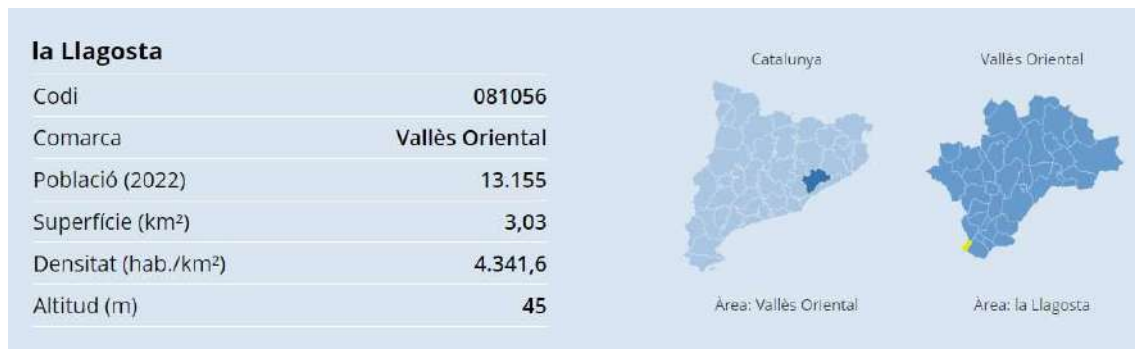 la Llagosta
Codi 081056
Comarca Vallès Oriental
Població (2022) 13.155
Superfície (km²) 3,03
Densitat (hab./km²) 4.341,6
Altitud (m) 45
Catalunya
Àrea: Vallès Oriental
Vallès Oriental
Àrea: la Llagosta